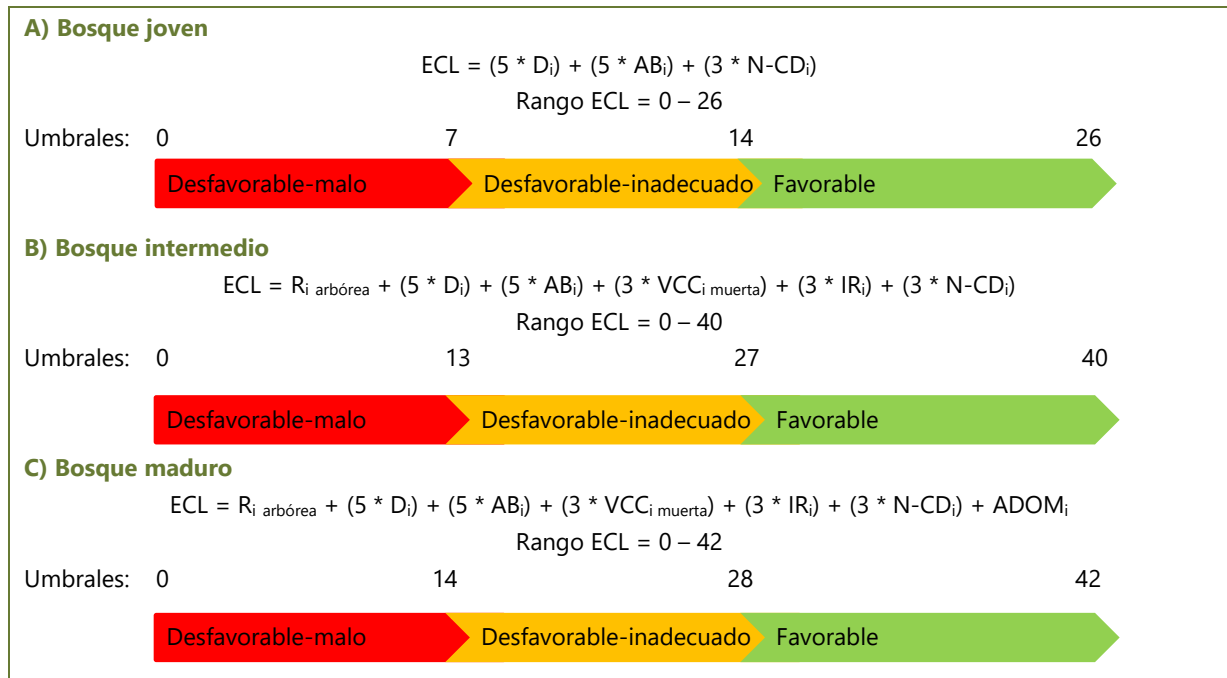 A) Bosque joven
ECL = (5 * Di) + (5 * ABi) + (3 * N-CDi)
Rango ECL = 0 – 26
Umbrales: 0 7 14 26
Desfavorable-malo Desfavorable-inadecuado Favorable
B) Bosque intermedio
ECL = Ri arbórea + (5 * Di) + (5 * ABi) + (3 * VCCi muerta) + (3 * IRi) + (3 * N-CDi)
Rango ECL = 0 – 40
Umbrales: 0 13 27 40
Desfavorable-malo Desfavorable-inadecuado Favorable
C) Bosque maduro
ECL = Ri arbórea + (5 * Di) + (5 * ABi) + (3 * VCCi muerta) + (3 * IRi) + (3 * N-CDi) + ADOMi
Rango ECL = 0 – 42
Umbrales: 0 14 28 42
Desfavorable-malo Desfavorable-inadecuado Favorable